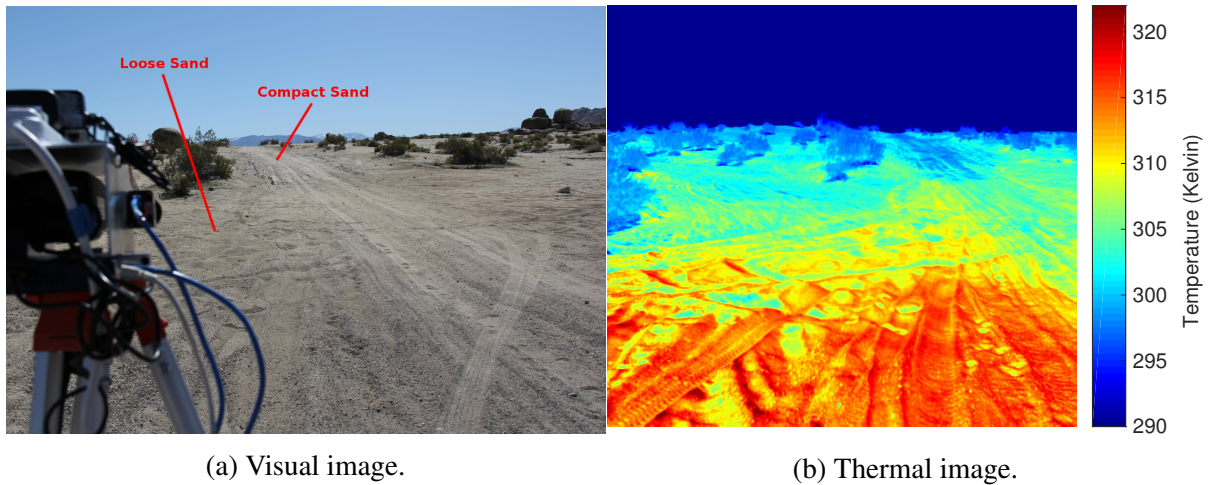 Loose Sand
Compact Sand
320
315
310
305
300
295
290
Temperature (Kelvin)
(a) Visual image.
(b) Thermal image.